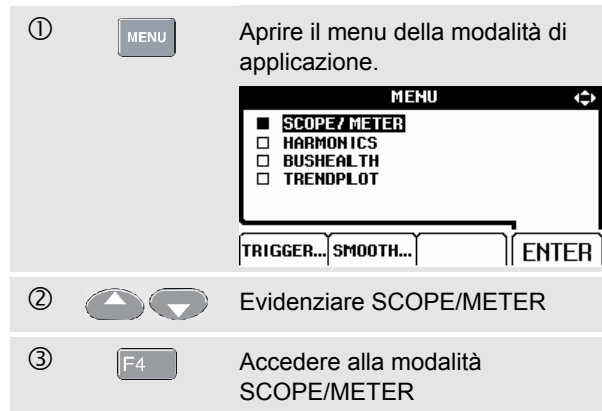 ① MENU Aprire il menu della modalità di
applicazione.
MENU
SCOPE/ METER
HARMONICS
BUSHEALTH
TRENDPLOT
TRIGGER... SMOOTH... ENTER
② Evidenziare SCOPE/METER
③ F4 Accedere alla modalità
SCOPE/METER